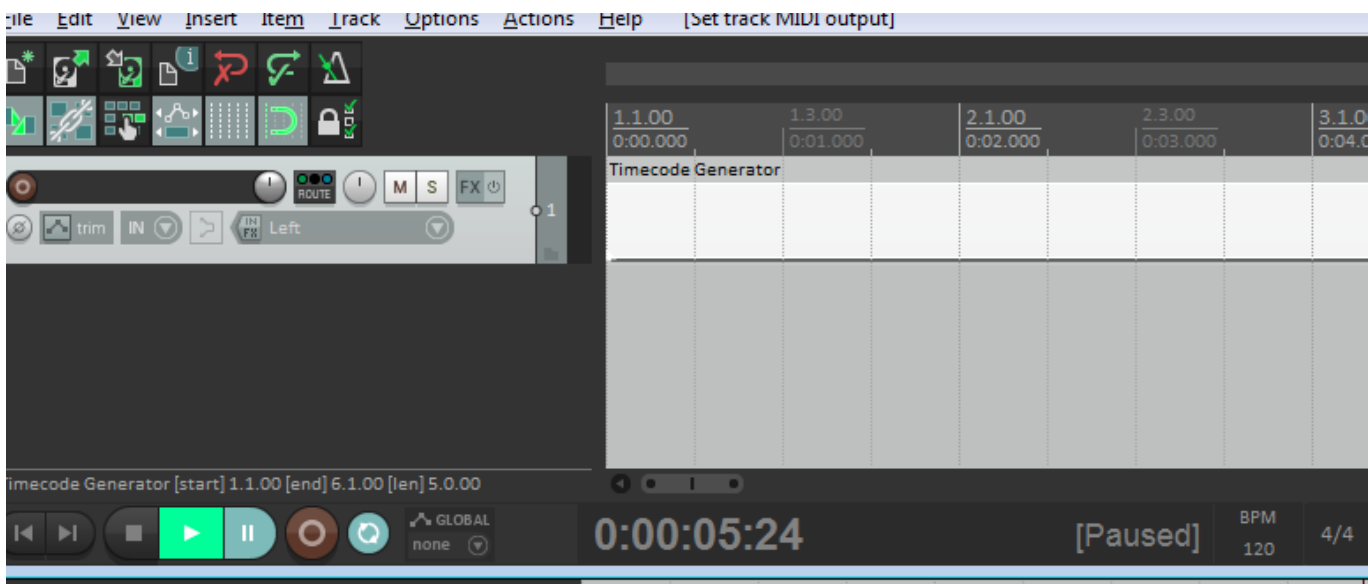 File Edit View Insert Item Track Options Actions Help [Set track MIDI output]
1.1.00 1.3.00 2.1.00 2.3.00 3.1.0
0:00.000 0:01.000 0:02.000 0:03.000 0:04.0
Timecode Generator
ROUTE M S FX
1
trim IN IN FX Left
Timecode Generator [start] 1.1.00 [end] 6.1.00 [len] 5.0.00
GLOBAL
none
0:00:05:24 [Paused]
BPM
120
4/4